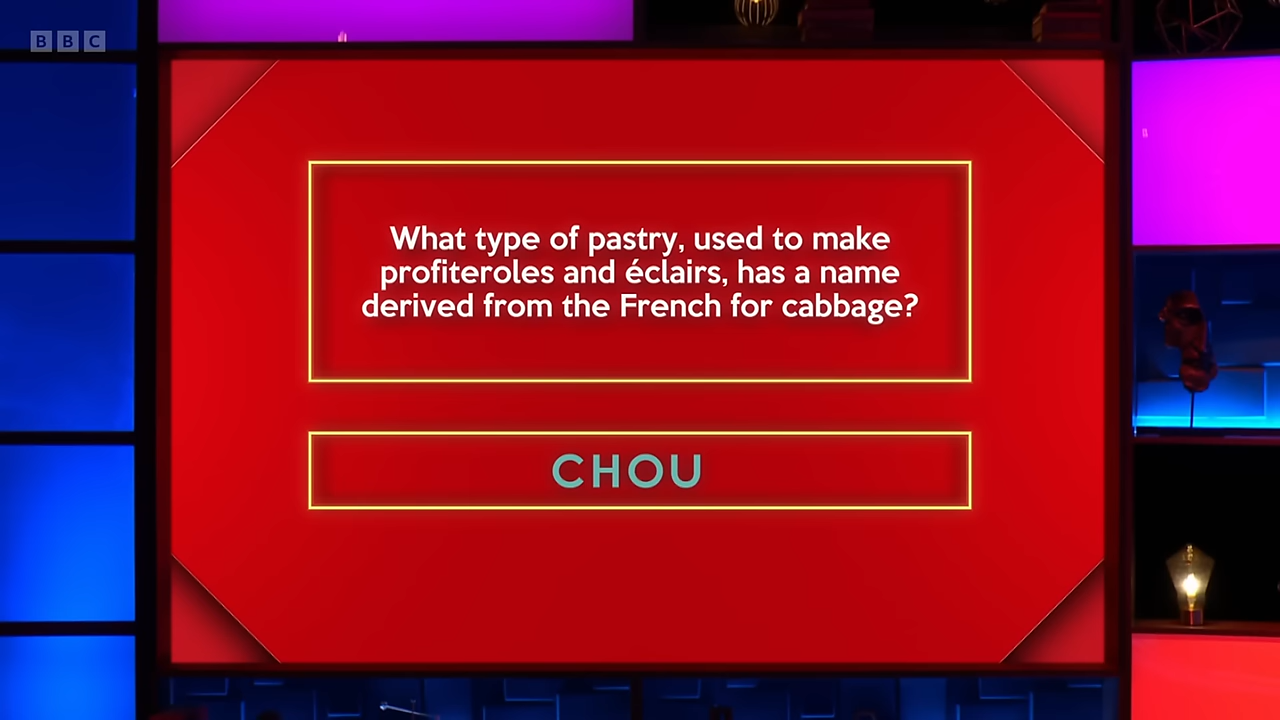 BBC
What type of pastry, used to make
profiteroles and éclairs, has a name
derived from the French for cabbage?
CHOU